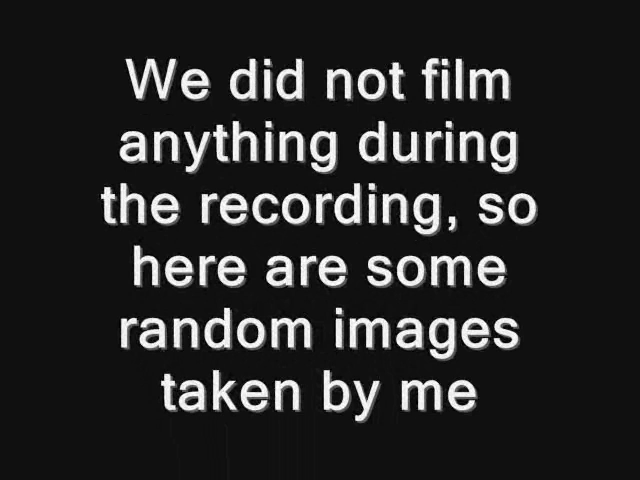 We did not film
anything during
the recording, so
here are some
random images
taken by me